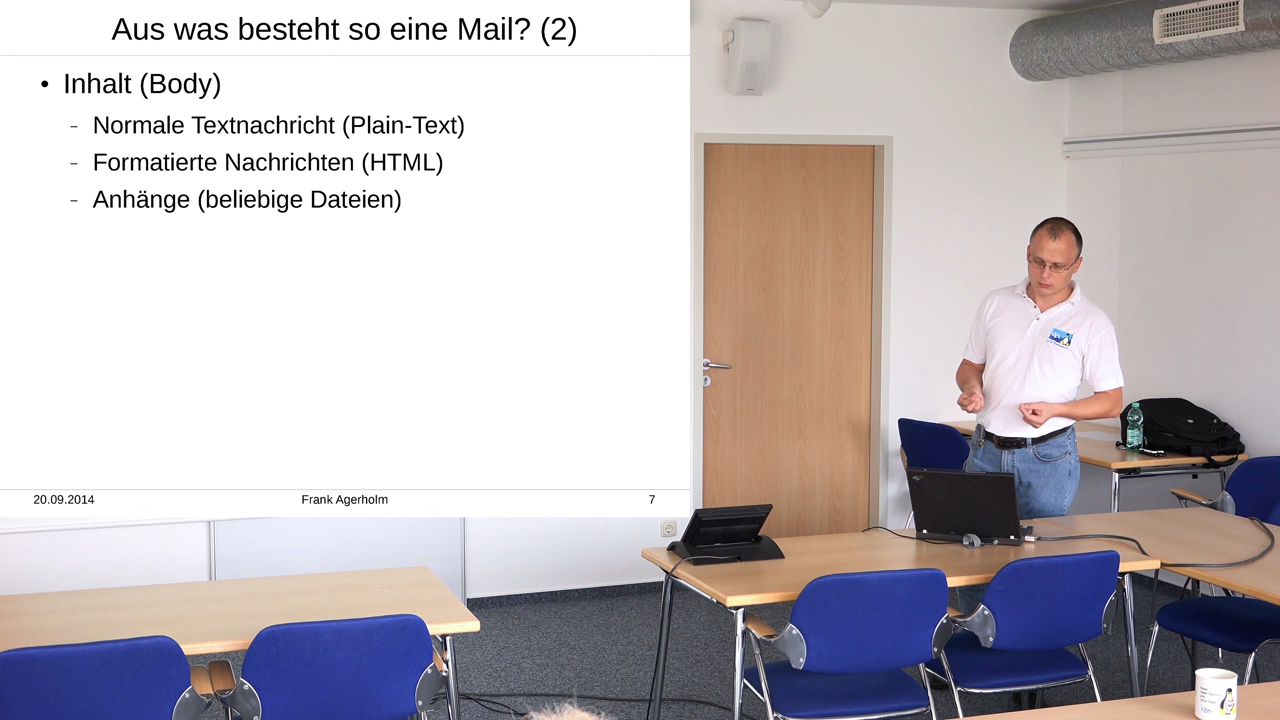 Aus was besteht so eine Mail? (2)
• Inhalt (Body)
– Normale Textnachricht (Plain-Text)
– Formatierte Nachrichten (HTML)
– Anhänge (beliebige Dateien)
20.09.2014 Frank Agerholm 7